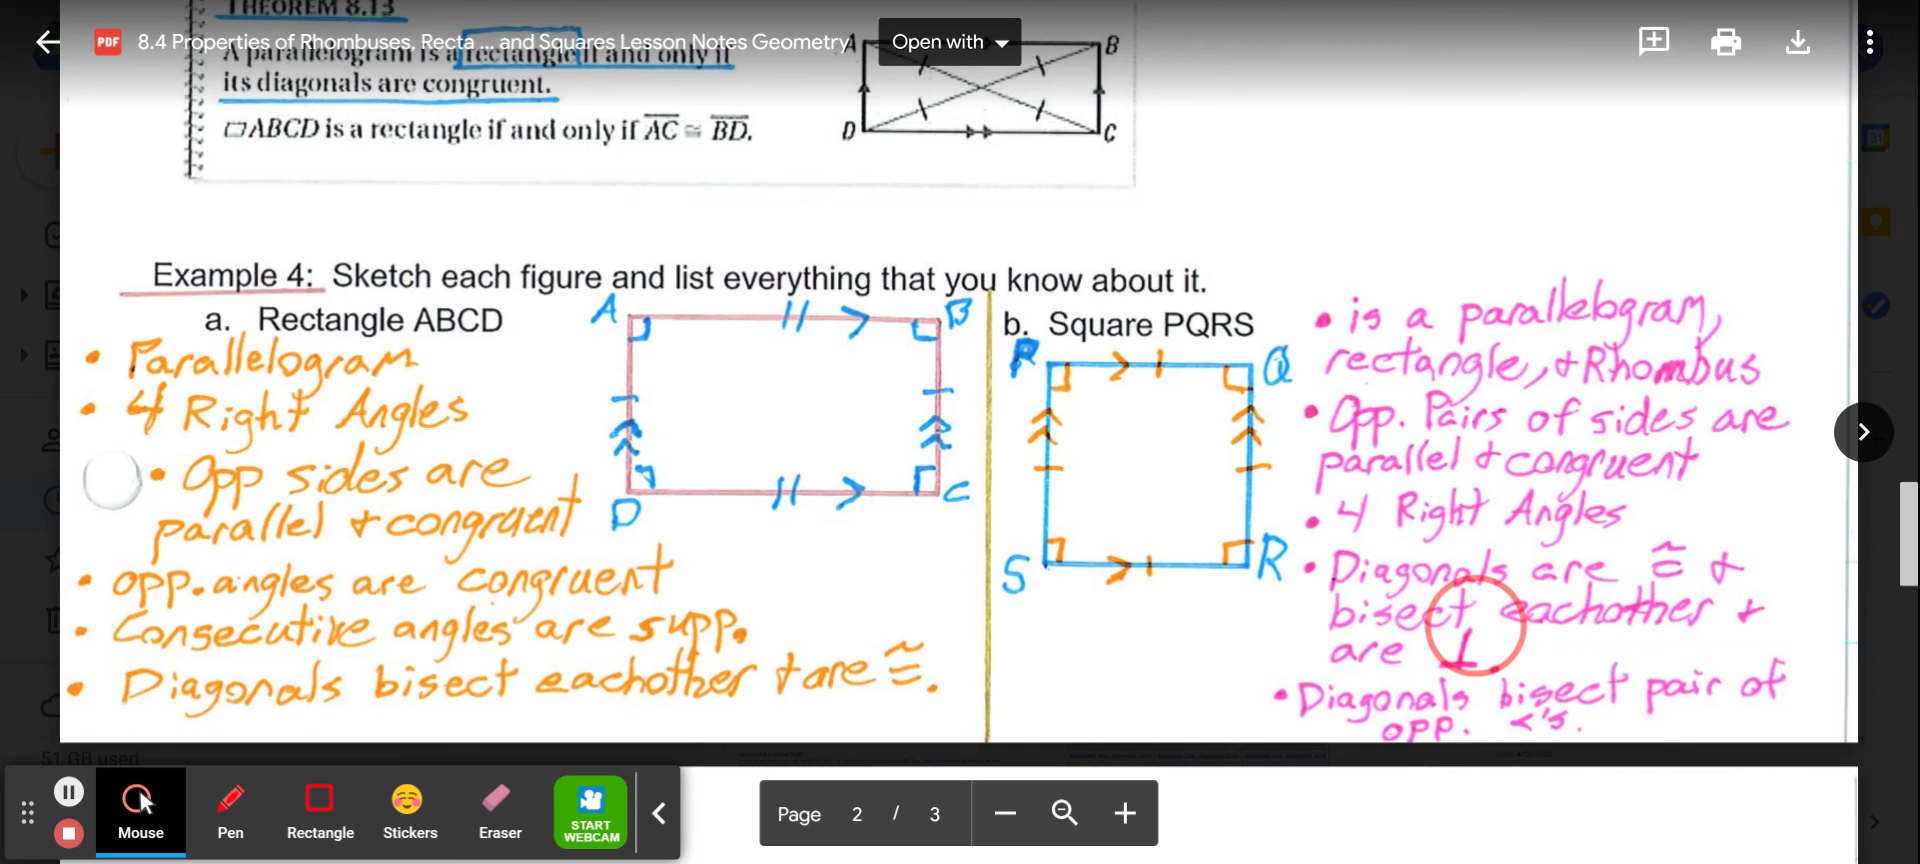 THEOREM 8.13
8.4 Properties of Rhombuses, Recta ... and Squares Lesson Notes Geometry
Open with
A parallelogram is a rectangle if and only if
its diagonals are congruent.
▱ABCD is a rectangle if and only if AC ≅ BD.
A
B
D
C
31
Example 4: Sketch each figure and list everything that you know about it.
a. Rectangle ABCD
A
B
D
C
• Parallelogram
• 4 Right Angles
• Opp sides are
parallel + congruent
• opp. angles are congruent
• Consecutive angles are supp.
• Diagonals bisect eachother + are ≅.
b. Square PQRS
P
Q
S
R
• is a parallelogram,
rectangle, + Rhombus
• Opp. Pairs of sides are
parallel + congruent
• 4 Right Angles
• Diagonals are ≅ +
bisect eachother +
are ⊥.
• Diagonals bisect pair of
opp. <'s.
51 GB used
Mouse
Pen
Rectangle
Stickers
Eraser
START
WEBCAM
Page 2 / 3
PDF